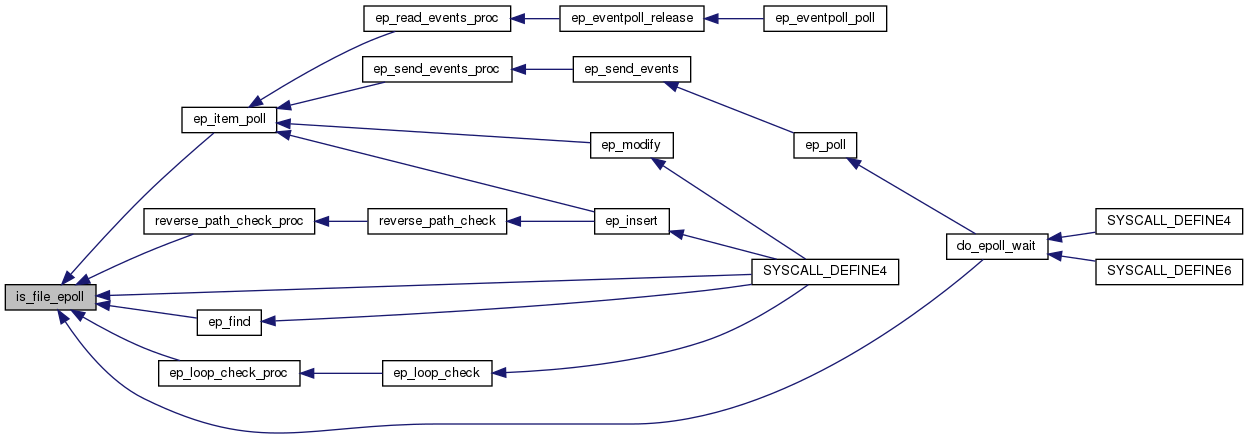 ep_read_events_proc
ep_eventpoll_release
ep_eventpoll_poll
ep_send_events_proc
ep_send_events
ep_item_poll
ep_modify
ep_poll
reverse_path_check_proc
reverse_path_check
ep_insert
SYSCALL_DEFINE4
do_epoll_wait
SYSCALL_DEFINE4
SYSCALL_DEFINE6
is_file_epoll
ep_find
ep_loop_check_proc
ep_loop_check